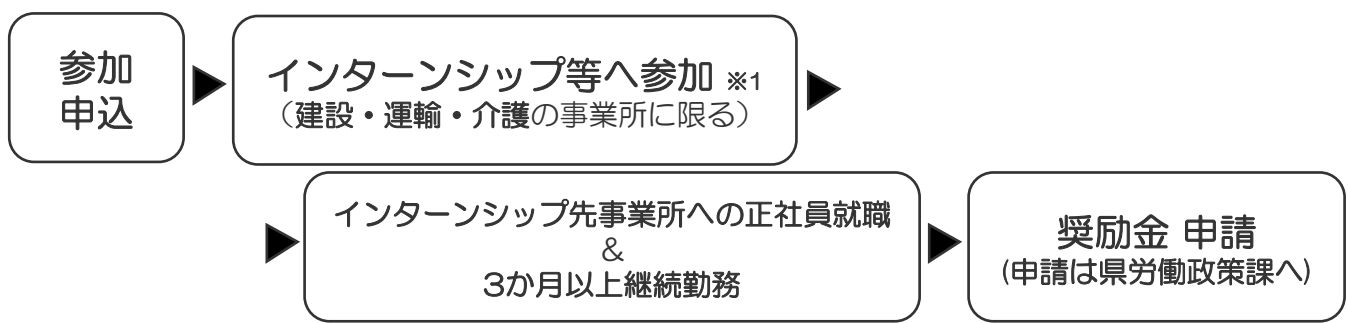 参加
申込
インターンシップ等へ参加 ※1
（建設・運輸・介護の事業所に限る）
インターンシップ先事業所への正社員就職
&
3か月以上継続勤務
奨励金 申請
(申請は県労働政策課へ)